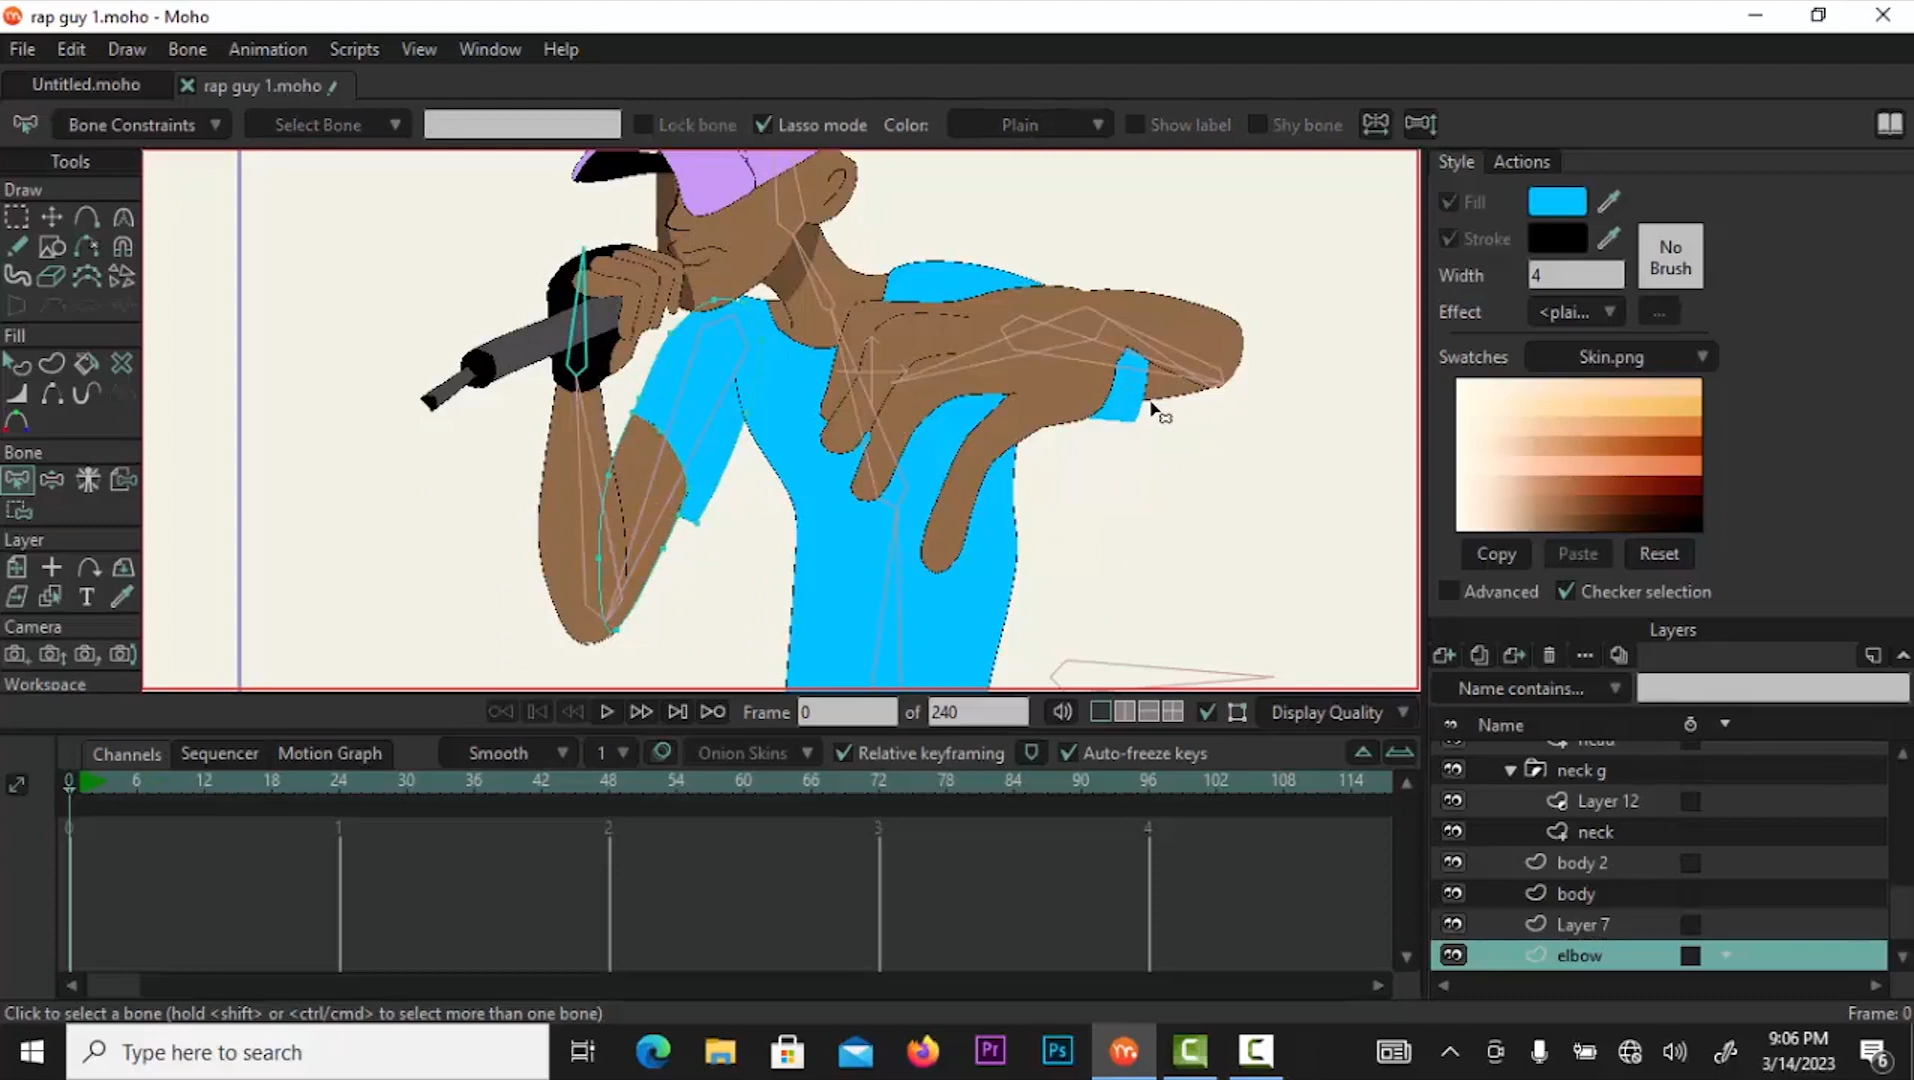 rap guy 1.moho - Moho
File Edit Draw Bone Animation Scripts View Window Help
Untitled.moho rap guy 1.moho
Bone Constraints Select Bone Lock bone Lasso mode Color: Plain Show label Shy bone
Tools
Draw
Fill
Bone
Layer
T
Camera
Workspace
Style Actions
Fill
Stroke
No Brush
Width 4
Effect <plai... ...
Swatches Skin.png
Copy Paste Reset
Advanced Checker selection
Layers
Name contains...
Name
head
neck g
Layer 12
neck
body 2
body
Layer 7
elbow
Frame 0 of 240 Display Quality
Channels Sequencer Motion Graph Smooth 1 Onion Skins Relative keyframing Auto-freeze keys
0 6 12 18 24 30 36 42 48 54 60 66 72 78 84 90 96 102 108 114
0 1 2 3 4
Click to select a bone (hold <shift> or <ctrl/cmd> to select more than one bone) Frame: 0
Type here to search
Pr Ps
9:06 PM
3/14/2023
6